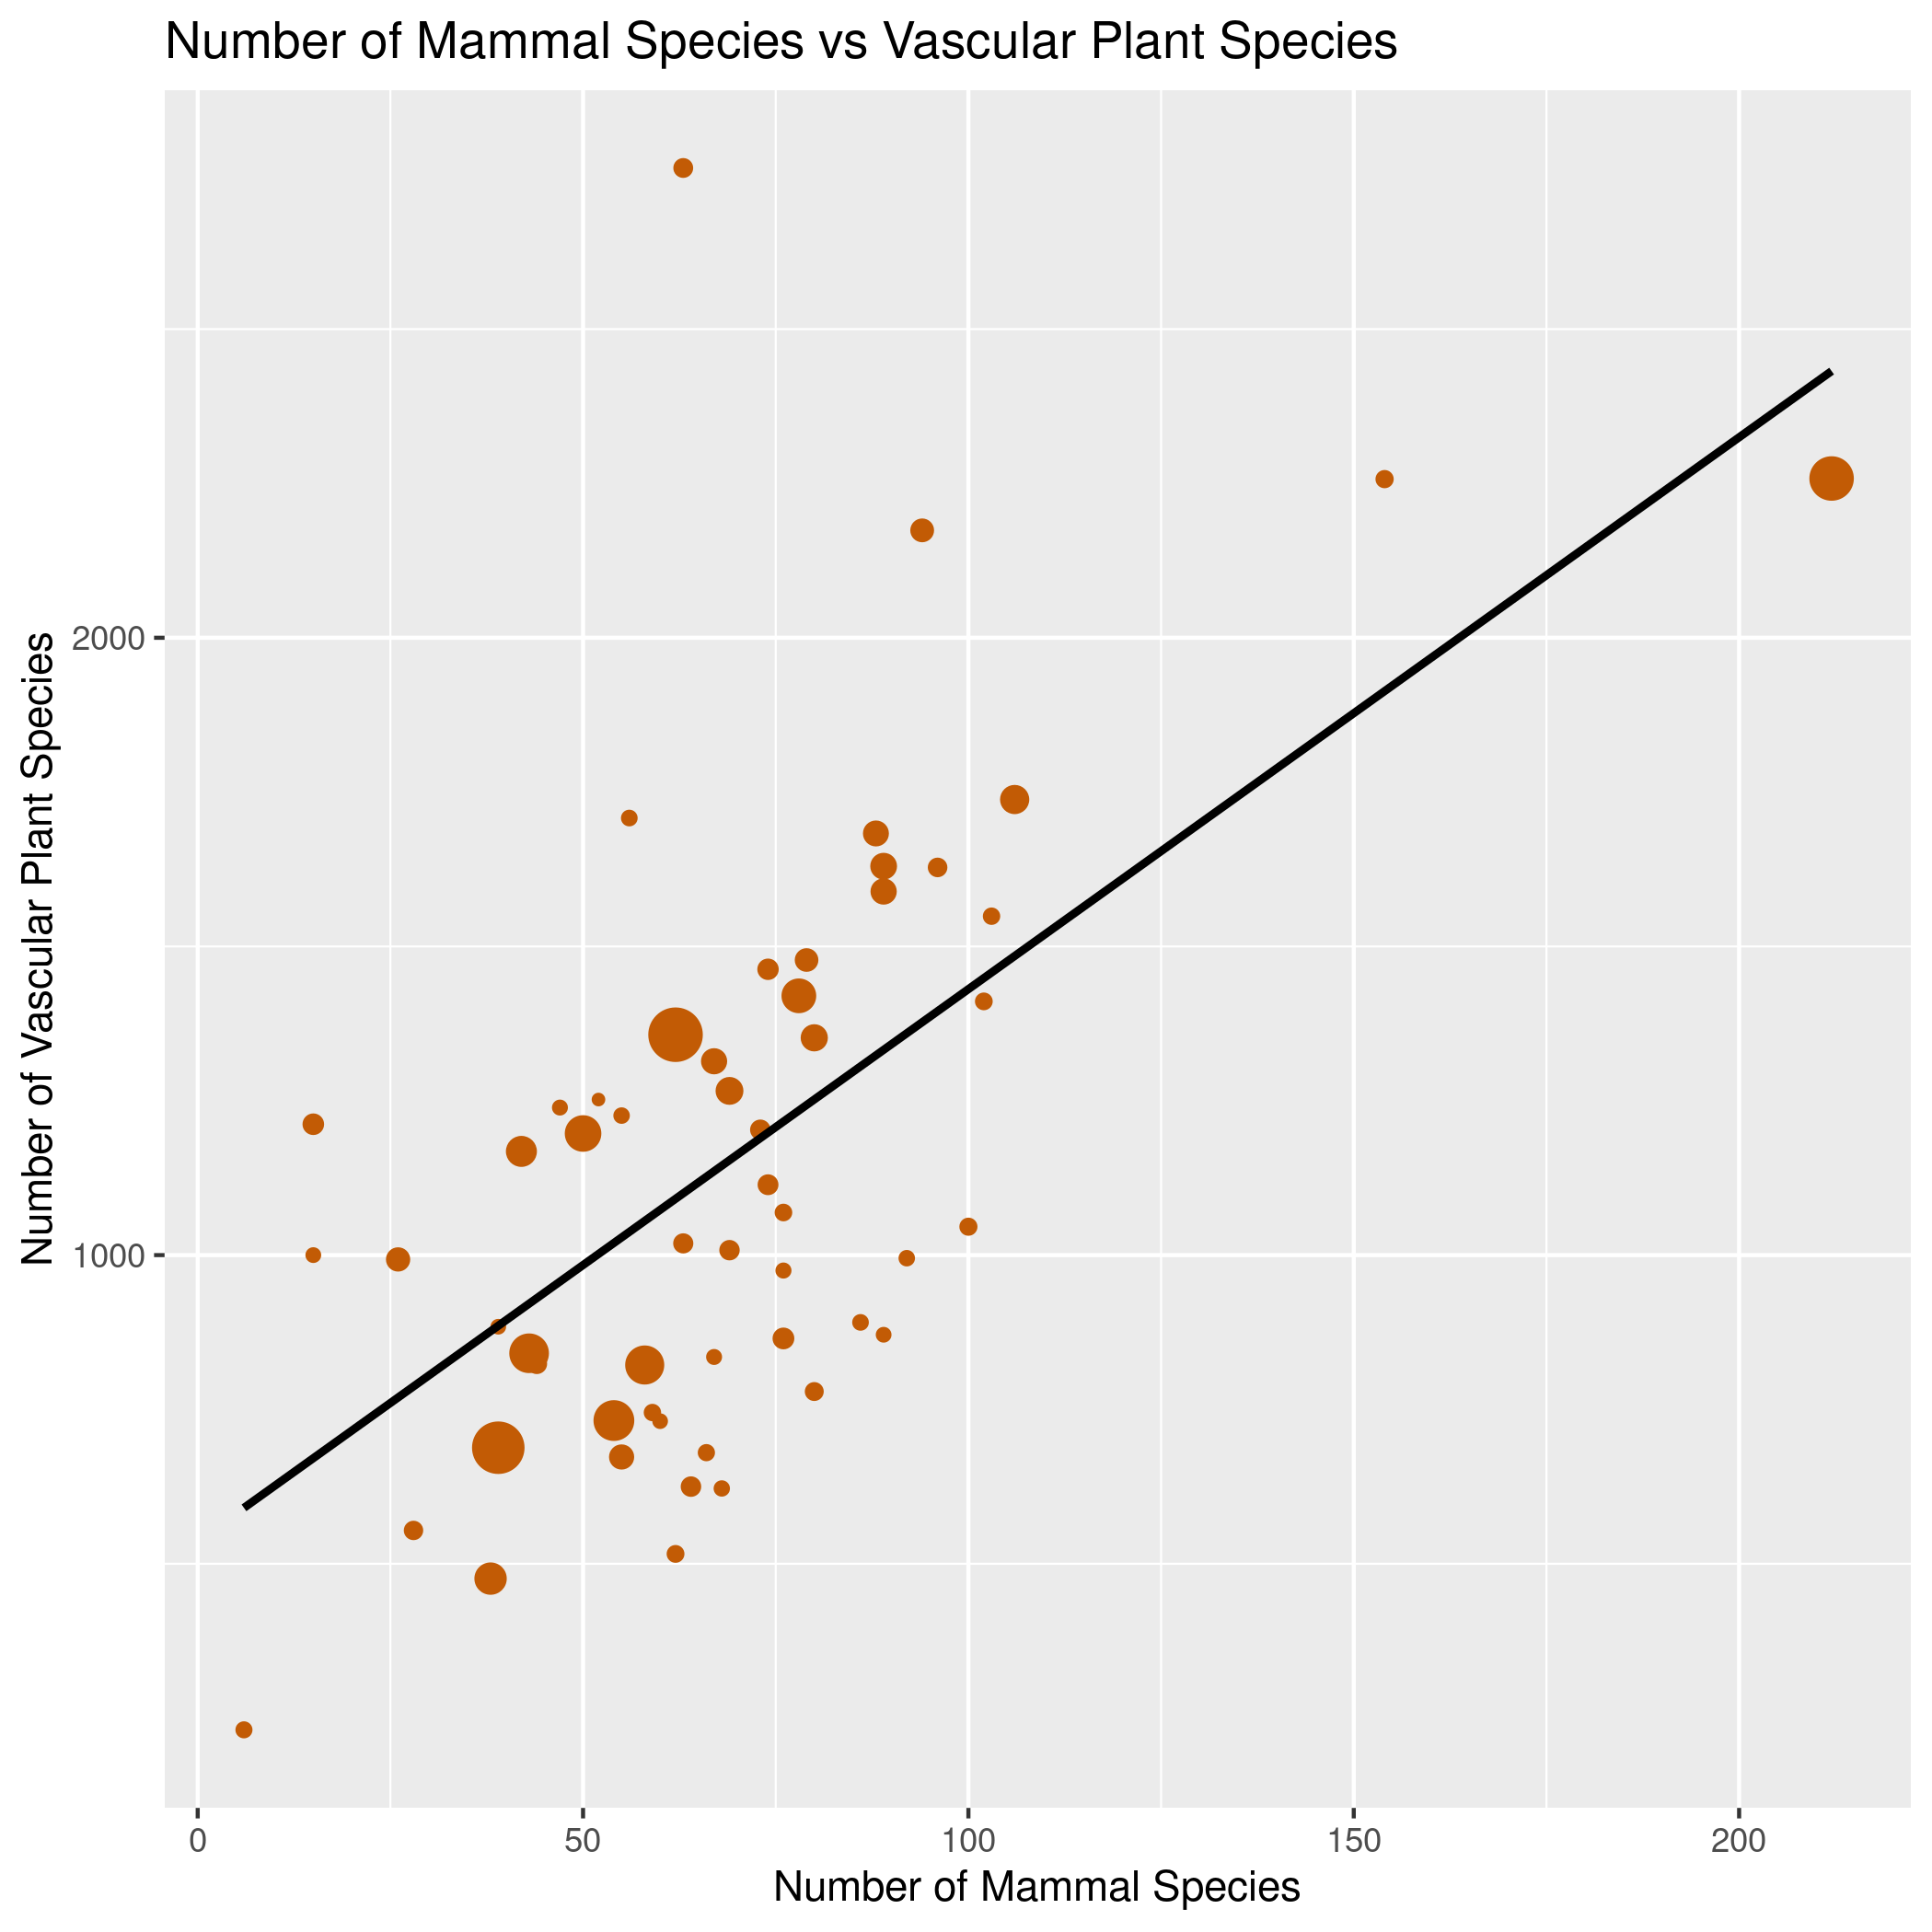 Number of Mammal Species vs Vascular Plant Species
Number of Vascular Plant Species
2000
1000
0
50
100
150
200
Number of Mammal Species